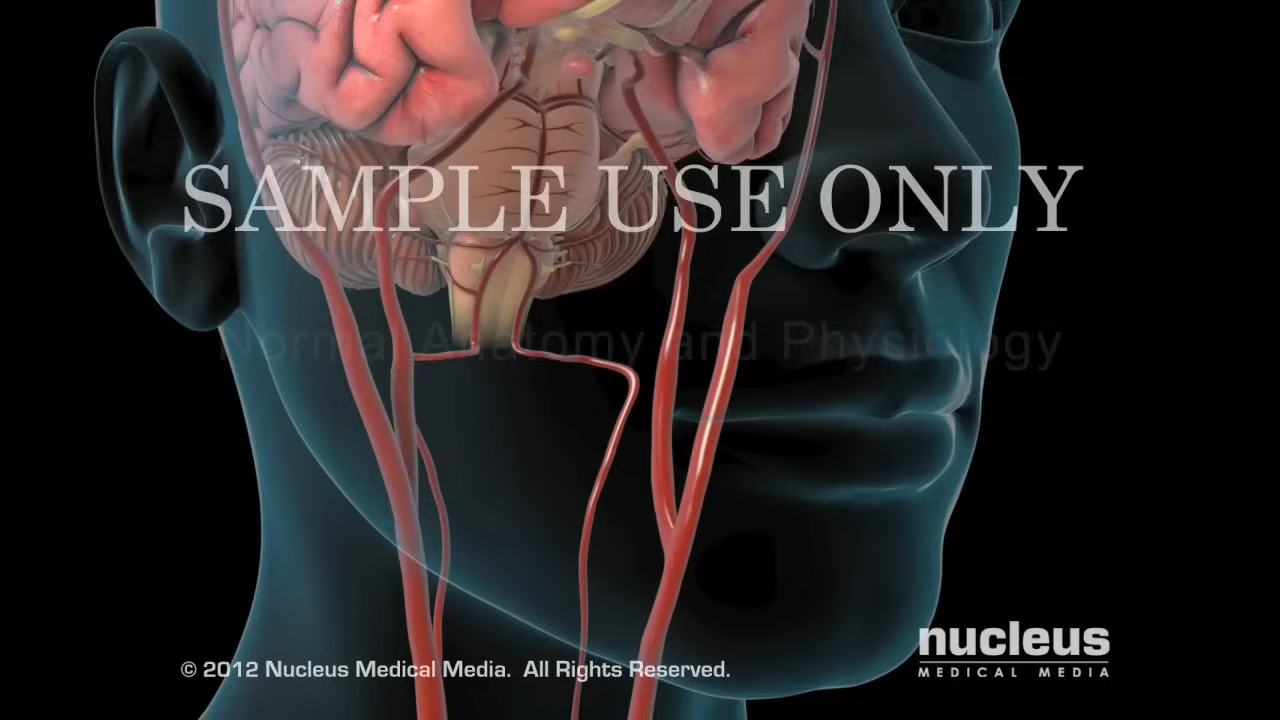 SAMPLE USE ONLY
Normal Anatomy and Physiology
nucleus
MEDICAL MEDIA
© 2012 Nucleus Medical Media. All Rights Reserved.